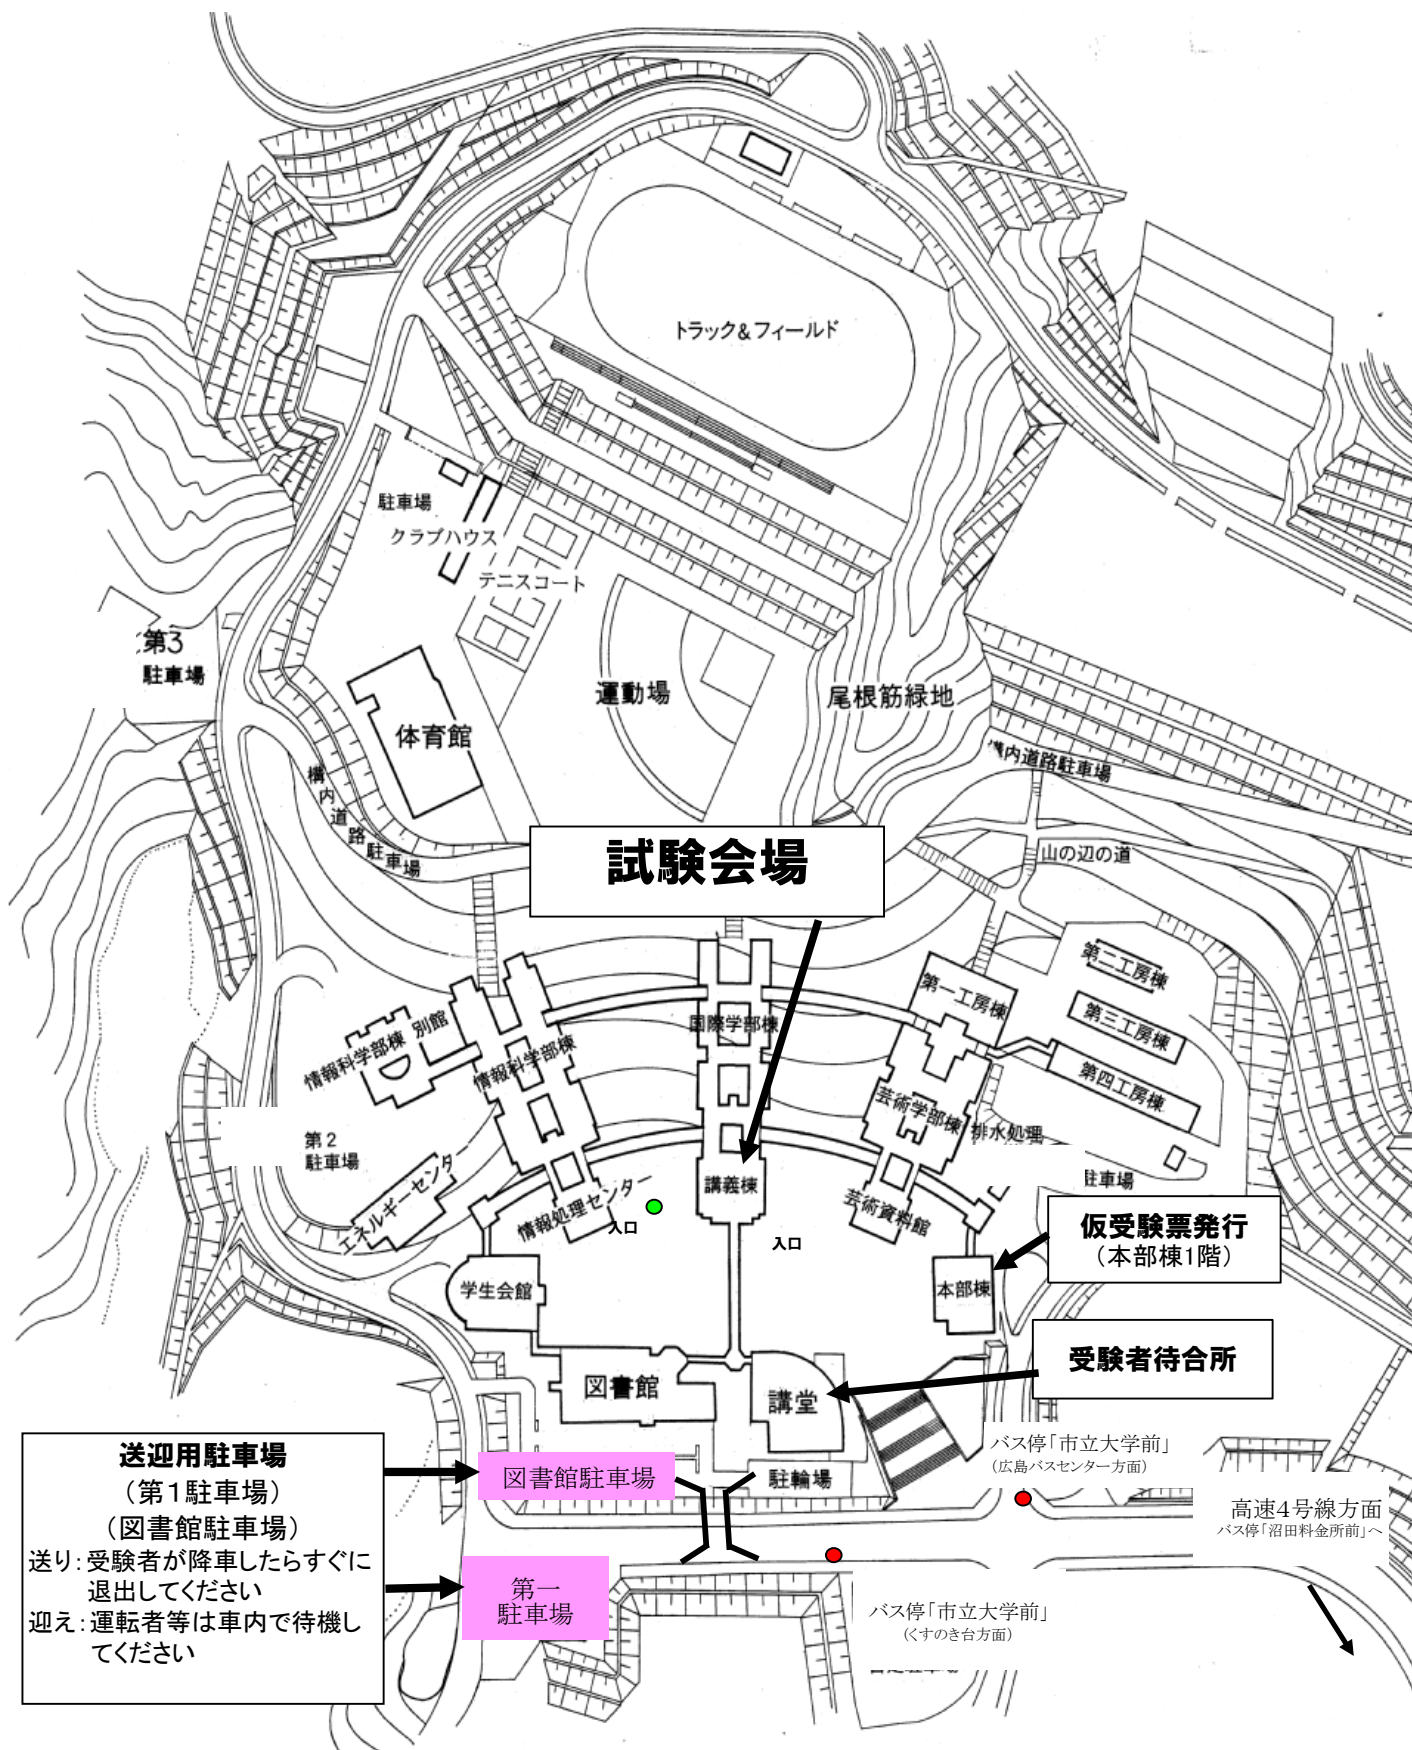 トラック&フィールド
駐車場
クラブハウス
テニスコート
第3
駐車場
運動場
尾根筋緑地
体育館
構内道路駐車場
構内道路駐車場
試験会場
山の辺の道
第二工房棟
第一工房棟
第三工房棟
国際学部棟
情報科学部棟 別館
情報科学部棟
第四工房棟
芸術学部棟
排水処理
第2
駐車場
エネルギーセンタ
講義棟
駐車場
情報処理センター
芸術資料館
入口
入口
仮受験票発行
(本部棟1階)
学生会館
本部棟
受験者待合所
図書館
講堂
送迎用駐車場
(第1駐車場)
(図書館駐車場)
送り:受験者が降車したらすぐに
退出してください
迎え:運転者等は車内で待機し
てください
図書館駐車場
駐輪場
バス停「市立大学前」
(広島バスセンター方面)
高速4号線方面
バス停「沼田料金所前」へ
第一
駐車場
バス停「市立大学前」
(くすのき台方面)